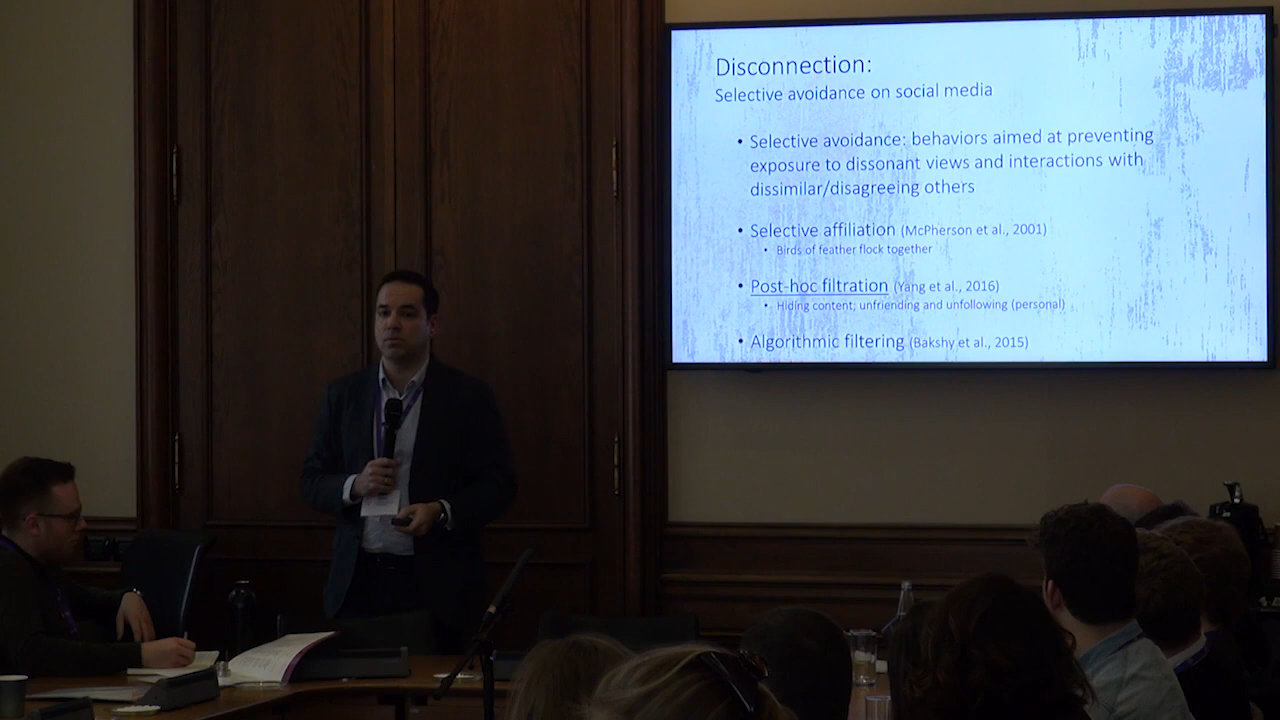 Disconnection:
Selective avoidance on social media
• Selective avoidance: behaviors aimed at preventing
exposure to dissonant views and interactions with
dissimilar/disagreeing others
• Selective affiliation (McPherson et al., 2001)
• Birds of feather flock together
• Post-hoc filtration (Yang et al., 2016)
• Hiding content; unfriending and unfollowing (personal)
• Algorithmic filtering (Bakshy et al., 2015)